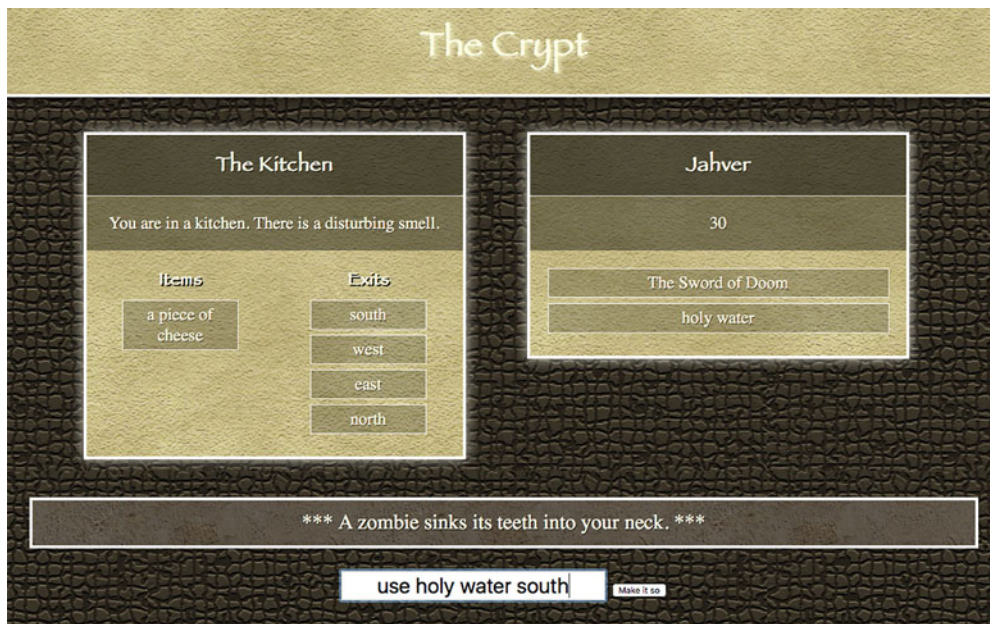 The Crypt
The Kitchen
You are in a kitchen. There is a disturbing smell.
Items
a piece of
cheese
Exits
south
west
east
north
Jahver
30
The Sword of Doom
holy water
*** A zombie sinks its teeth into your neck. ***
use holy water south
Make it so